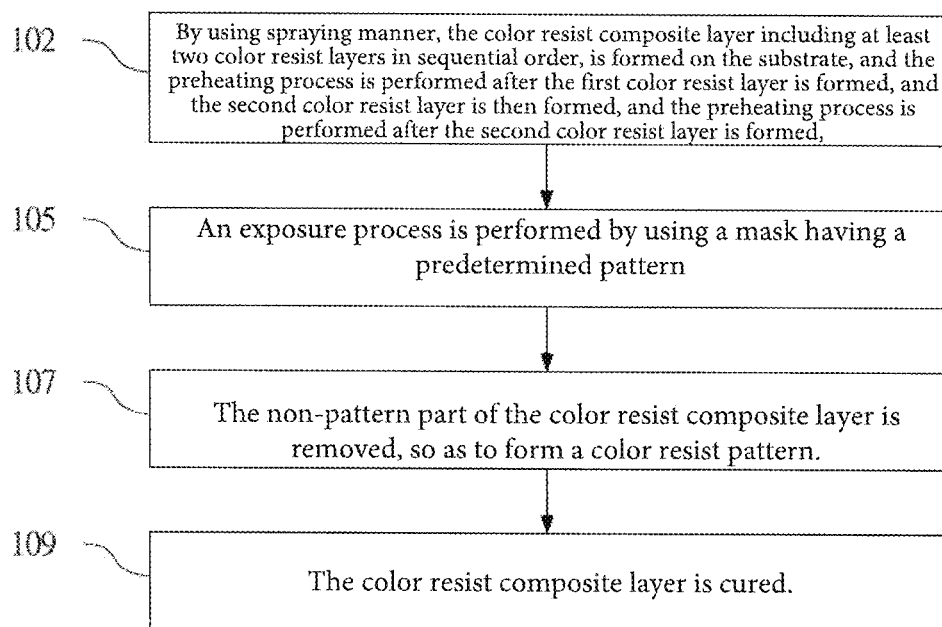 102
By using spraying manner, the color resist composite layer including at least
two color resist layers in sequential order, is formed on the substrate, and the
preheating process is performed after the first color resist layer is formed, and
the second color resist layer is then formed, and the preheating process is
performed after the second color resist layer is formed,
105
An exposure process is performed by using a mask having a
predetermined pattern
107
The non-pattern part of the color resist composite layer is
removed, so as to form a color resist pattern.
109
The color resist composite layer is cured.